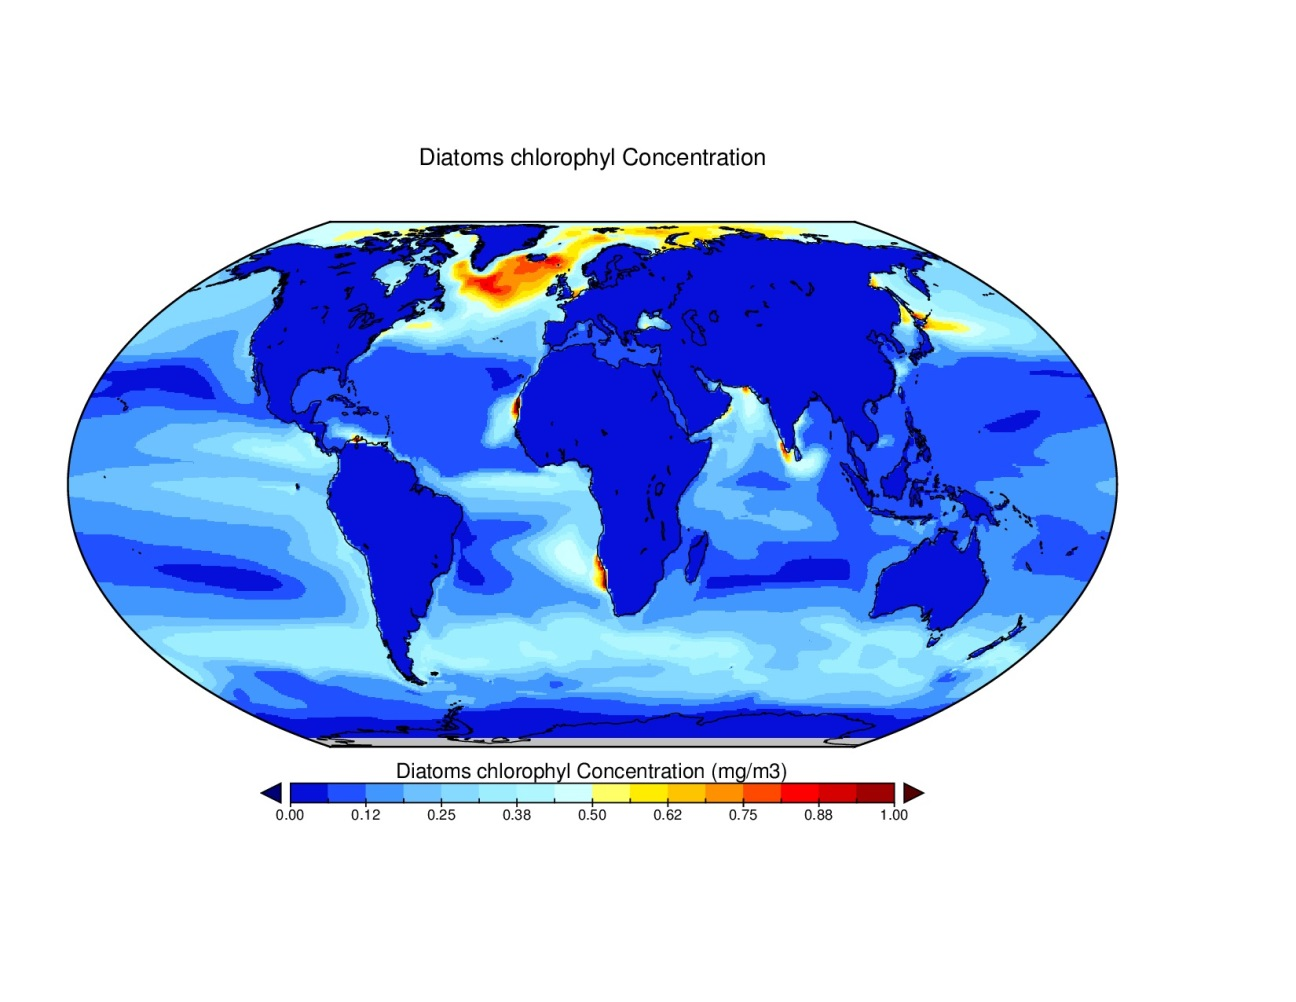 Diatoms chlorophyl Concentration
Diatoms chlorophyl Concentration (mg/m3)
0.00 0.12 0.25 0.38 0.50 0.62 0.75 0.88 1.00